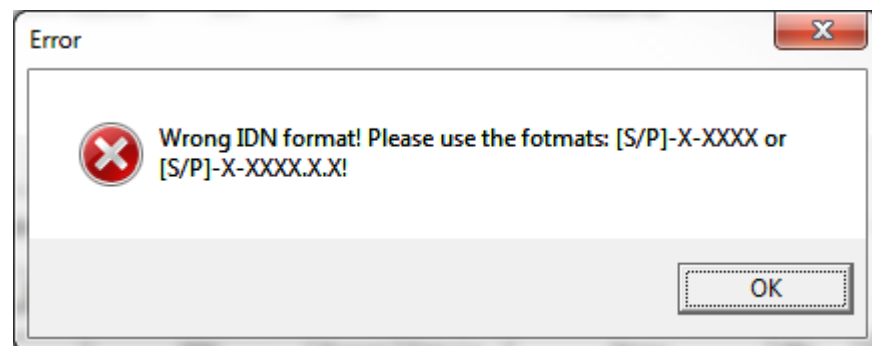 Error
Wrong IDN format! Please use the fotmats: [S/P]-X-XXXX or
[S/P]-X-XXXX.X.X!
OK